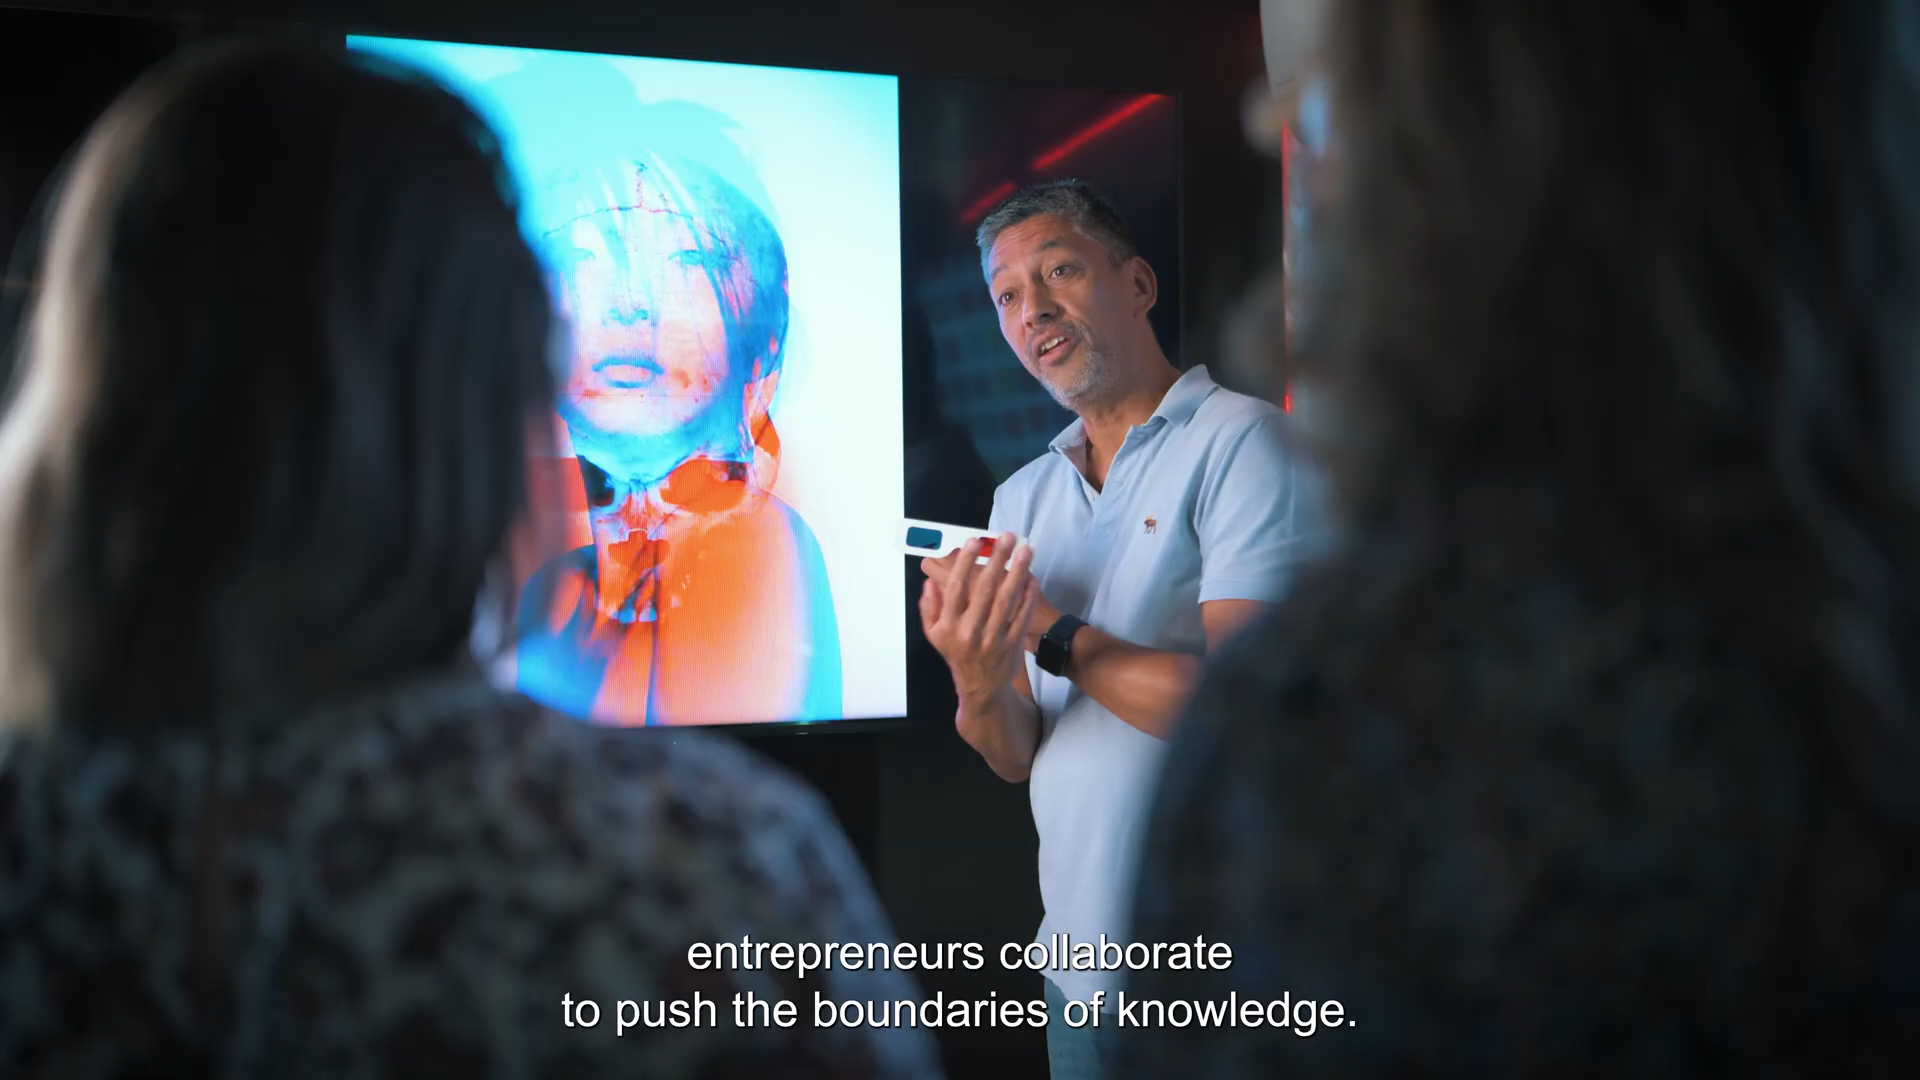 entrepreneurs collaborate
to push the boundaries of knowledge.